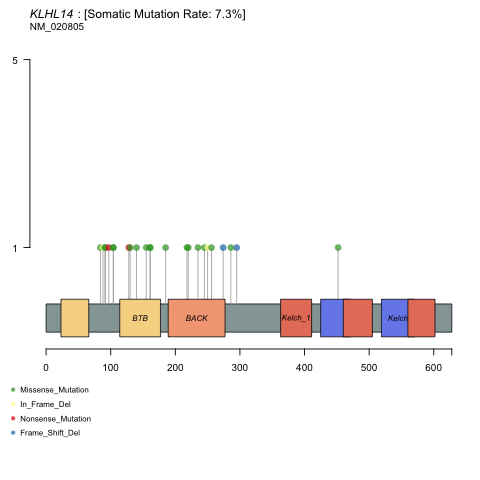 KLHL14 : [Somatic Mutation Rate: 7.3%]
NM_020805
5
1
BTB BACK Kelch_1 Kelch
0 100 200 300 400 500 600
Missense_Mutation
In_Frame_Del
Nonsense_Mutation
Frame_Shift_Del